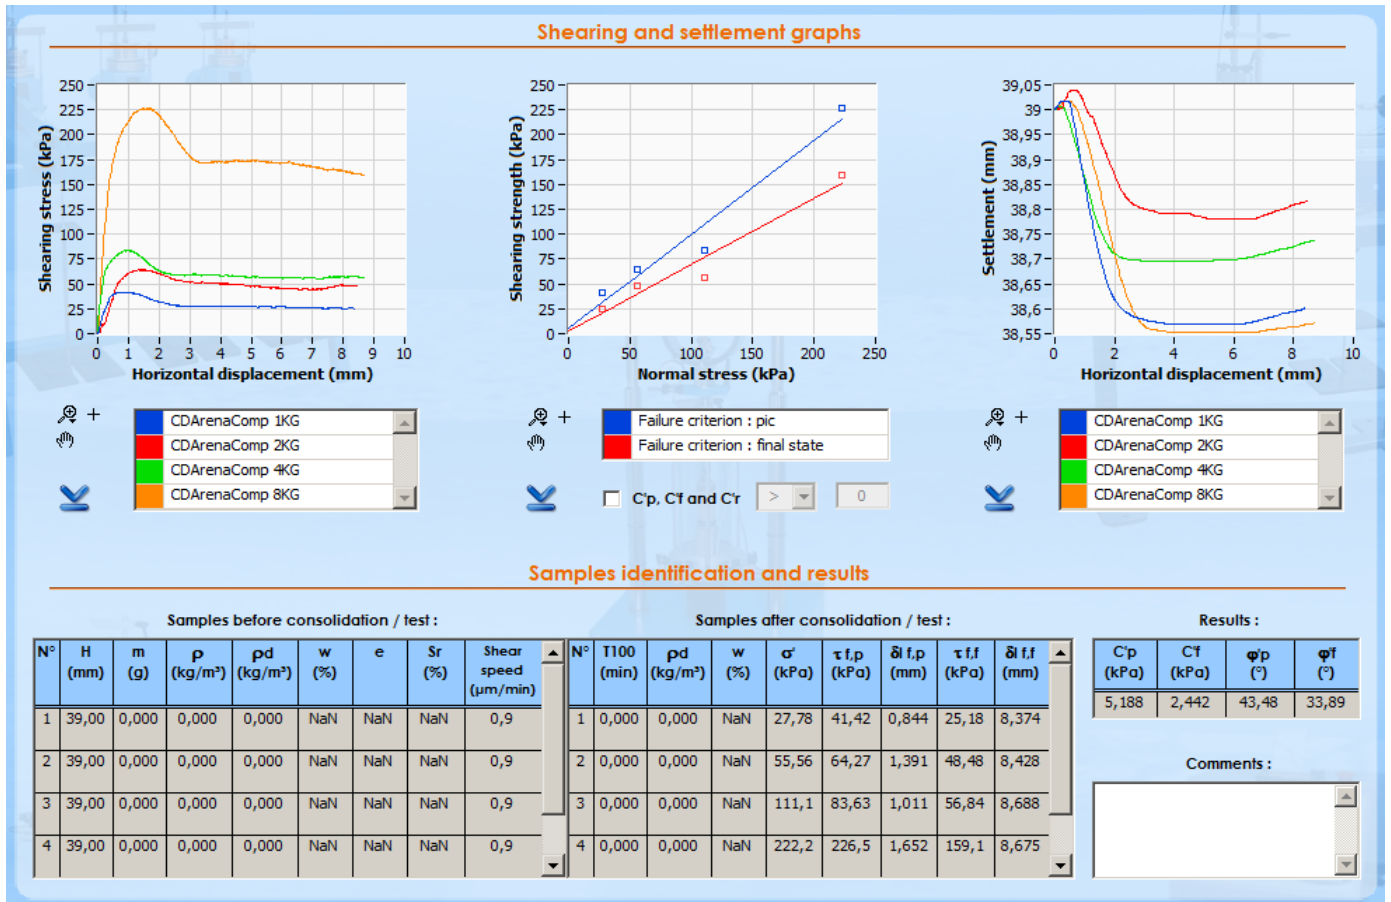 Shearing and settlement graphs
Shearing stress (kPa)
250
225
200
175
150
125
100
75
50
25
0
0 1 2 3 4 5 6 7 8 9 10
Horizontal displacement (mm)
Shearing strength (kPa)
250
225
200
175
150
125
100
75
50
25
0
0 50 100 150 200 250
Normal stress (kPa)
Settlement (mm)
39,05
39
38,95
38,9
38,85
38,8
38,75
38,7
38,65
38,6
38,55
0 2 4 6 8 10
Horizontal displacement (mm)
CDArenaComp 1KG
CDArenaComp 2KG
CDArenaComp 4KG
CDArenaComp 8KG
Failure criterion : pic
Failure criterion : final state
C'p, C'f and C'r > 0
CDArenaComp 1KG
CDArenaComp 2KG
CDArenaComp 4KG
CDArenaComp 8KG
Samples identification and results
Samples before consolidation / test :
N° H (mm) m (g) ρ (kg/m³) ρd (kg/m³) w (%) e Sr (%) Shear speed (µm/min)
1 39,00 0,000 0,000 0,000 NaN NaN NaN 0,9
2 39,00 0,000 0,000 0,000 NaN NaN NaN 0,9
3 39,00 0,000 0,000 0,000 NaN NaN NaN 0,9
4 39,00 0,000 0,000 0,000 NaN NaN NaN 0,9
Samples after consolidation / test :
N° T100 (min) ρd (kg/m³) w (%) σ' (kPa) τ f,p (kPa) δl f,p (mm) τ f,f (kPa) δl f,f (mm)
1 0,000 0,000 NaN 27,78 41,42 0,844 25,18 8,374
2 0,000 0,000 NaN 55,56 64,27 1,391 48,48 8,428
3 0,000 0,000 NaN 111,1 83,63 1,011 56,84 8,688
4 0,000 0,000 NaN 222,2 226,5 1,652 159,1 8,675
Results :
C'p (kPa) C'f (kPa) φ'p (°) φ'f (°)
5,188 2,442 43,48 33,89
Comments :